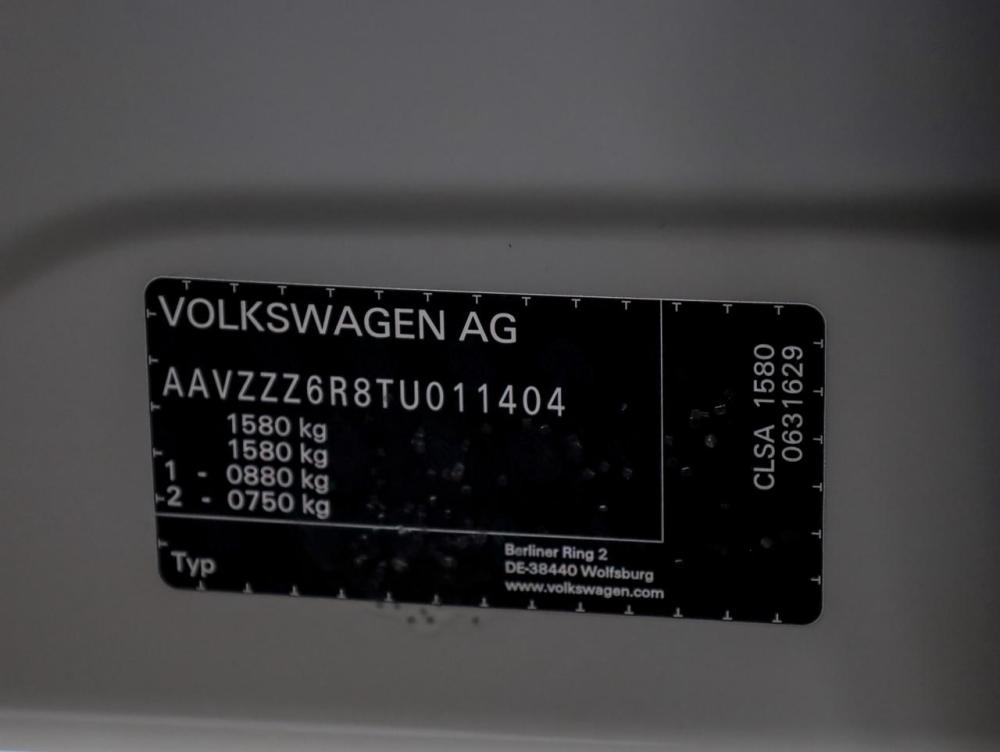 VOLKSWAGEN AG
AAVZZZ6R8TU011404
1580 kg
1580 kg
1 - 0880 kg
2 - 0750 kg
Typ
Berliner Ring 2
DE-38440 Wolfsburg
www.volkswagen.com
CLSA 1580
0631629